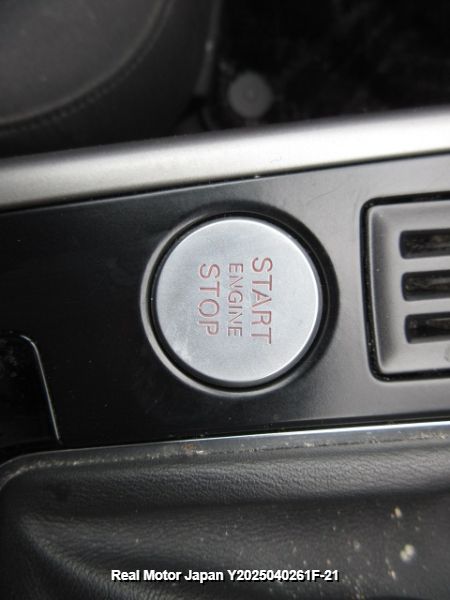 START
ENGINE
STOP
Real Motor Japan Y2025040261F-21